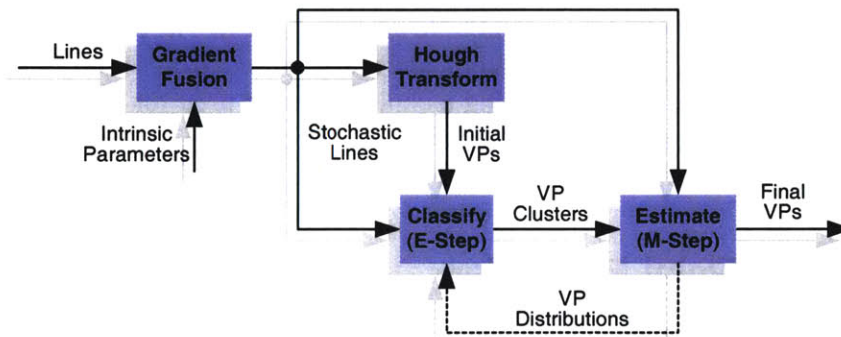 Lines
Gradient
Fusion
Hough
Transform
Intrinsic
Parameters
Stochastic
Lines
Initial
VPs
Classify
(E-Step)
VP
Clusters
Estimate
(M-Step)
Final
VPs
VP
Distributions